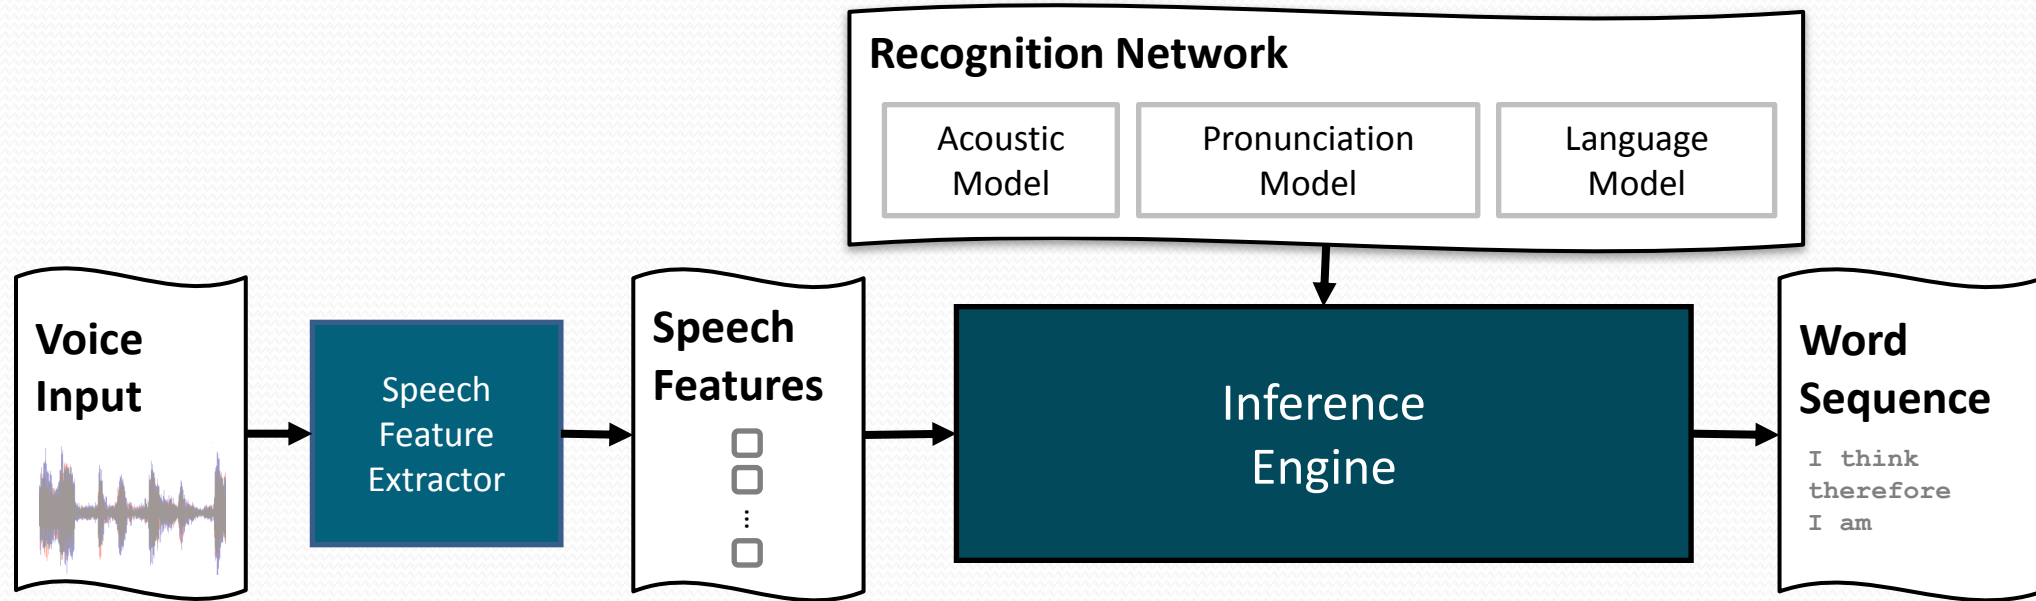 Recognition Network
Acoustic
Model
Pronunciation
Model
Language
Model
Voice
Input
Speech
Feature
Extractor
Speech
Features
...
Inference
Engine
Word
Sequence
I think
therefore
I am